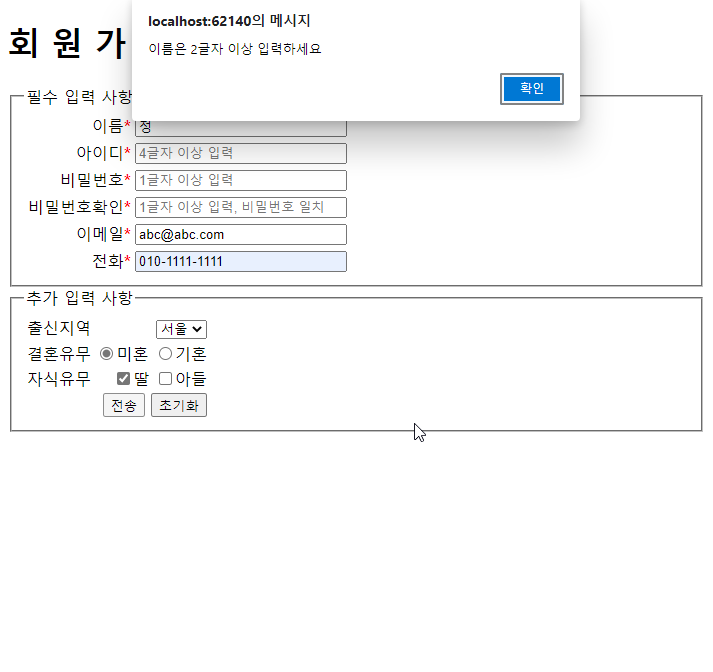 localhost:62140의 메시지
이름은 2글자 이상 입력하세요
확인
회 원 가
필수 입력 사항
이름* 정
아이디* 4글자 이상 입력
비밀번호* 1글자 이상 입력
비밀번호확인* 1글자 이상 입력, 비밀번호 일치
이메일* abc@abc.com
전화* 010-1111-1111
추가 입력 사항
출신지역 서울
결혼유무 미혼 기혼
자식유무 딸 아들
전송 초기화